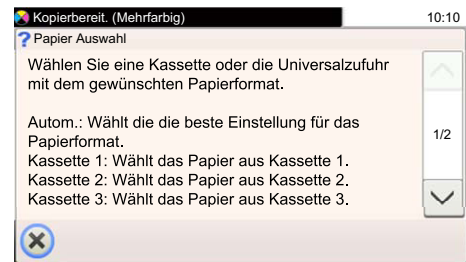 Kopierbereit. (Mehrfarbig) 10:10
? Papier Auswahl
Wählen Sie eine Kassette oder die Universalzufuhr
mit dem gewünschten Papierformat.
Autom.: Wählt die die beste Einstellung für das
Papierformat.
1/2
Kassette 1: Wählt das Papier aus Kassette 1.
Kassette 2: Wählt das Papier aus Kassette 2.
Kassette 3: Wählt das Papier aus Kassette 3.